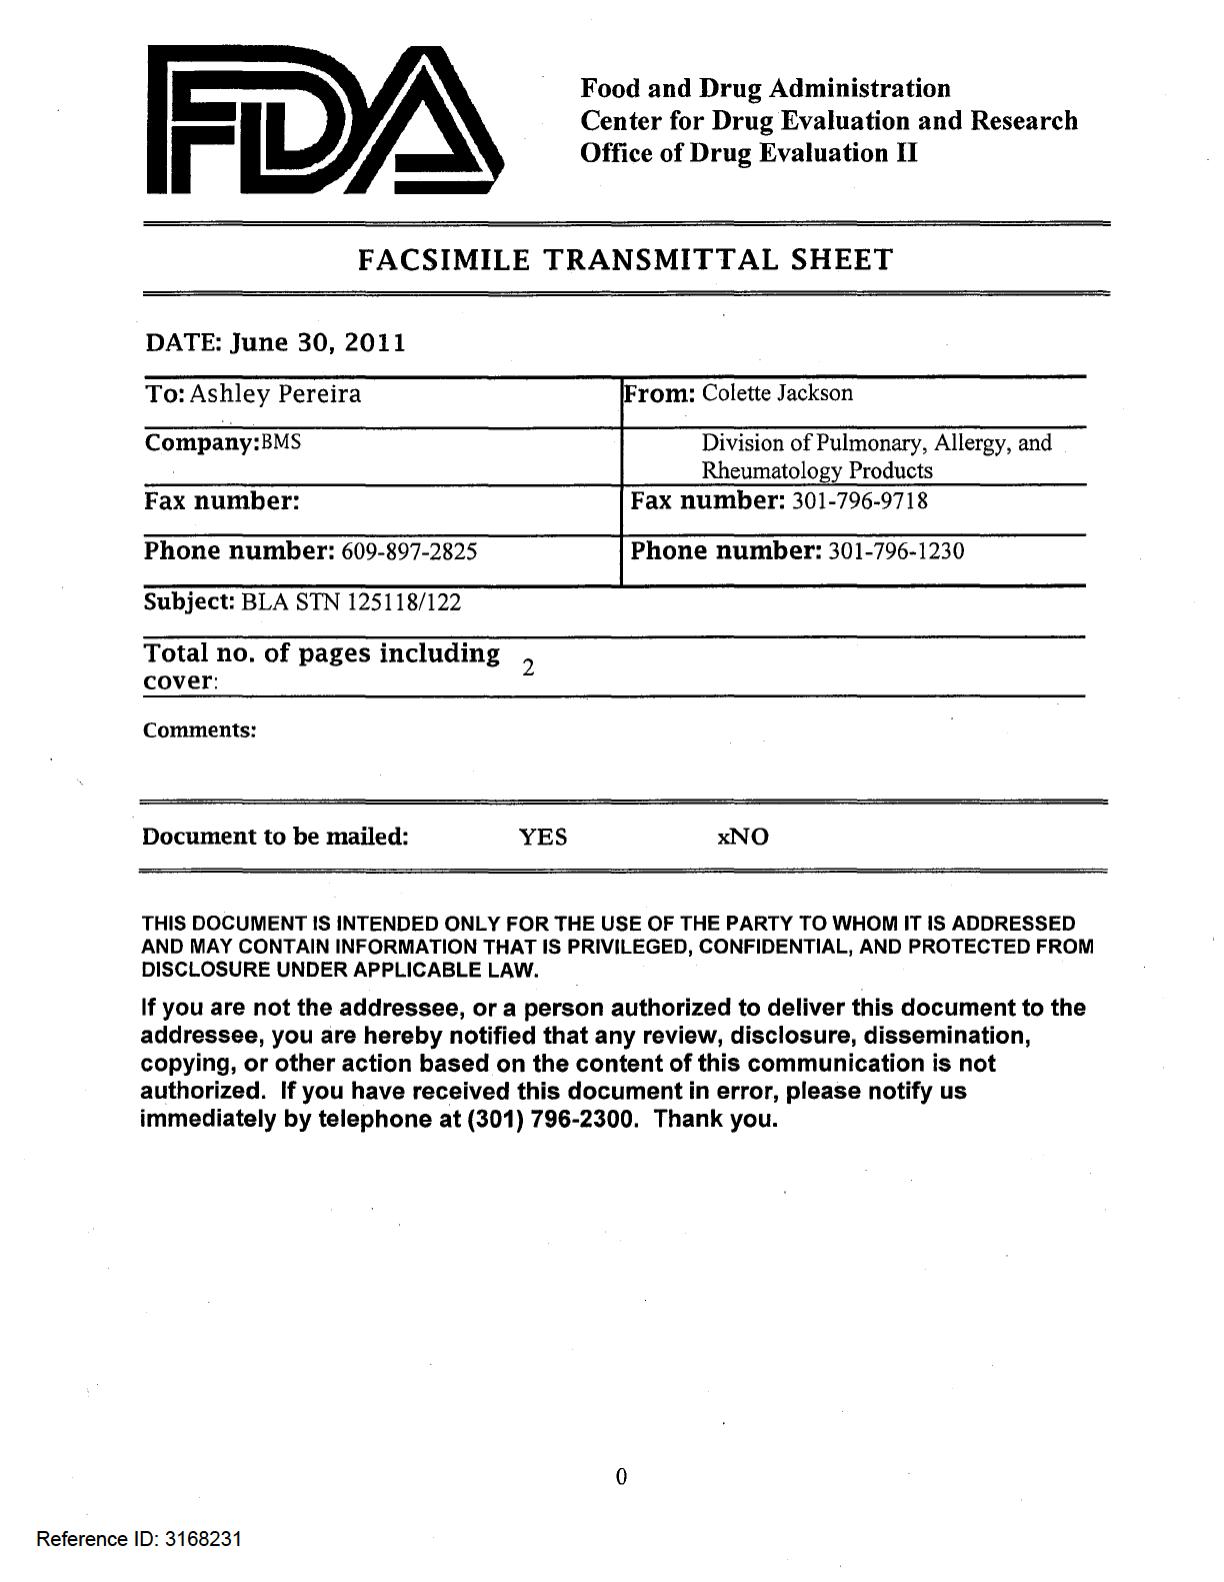 FDA
Food and Drug Administration
Center for Drug Evaluation and Research
Office of Drug Evaluation II
FACSIMILE TRANSMITTAL SHEET
DATE: June 30, 2011
To: Ashley Pereira
From: Colette Jackson
Company:BMS
Division of Pulmonary, Allergy, and
Rheumatology Products
Fax number:
Fax number: 301-796-9718
Phone number: 609-897-2825
Phone number: 301-796-1230
Subject: BLA STN 125118/122
Total no. of pages including
cover:
2
Comments:
Document to be mailed: YES xNO
THIS DOCUMENT IS INTENDED ONLY FOR THE USE OF THE PARTY TO WHOM IT IS ADDRESSED
AND MAY CONTAIN INFORMATION THAT IS PRIVILEGED, CONFIDENTIAL, AND PROTECTED FROM
DISCLOSURE UNDER APPLICABLE LAW.
If you are not the addressee, or a person authorized to deliver this document to the
addressee, you are hereby notified that any review, disclosure, dissemination,
copying, or other action based on the content of this communication is not
authorized. If you have received this document in error, please notify us
immediately by telephone at (301) 796-2300. Thank you.
0
Reference ID: 3168231